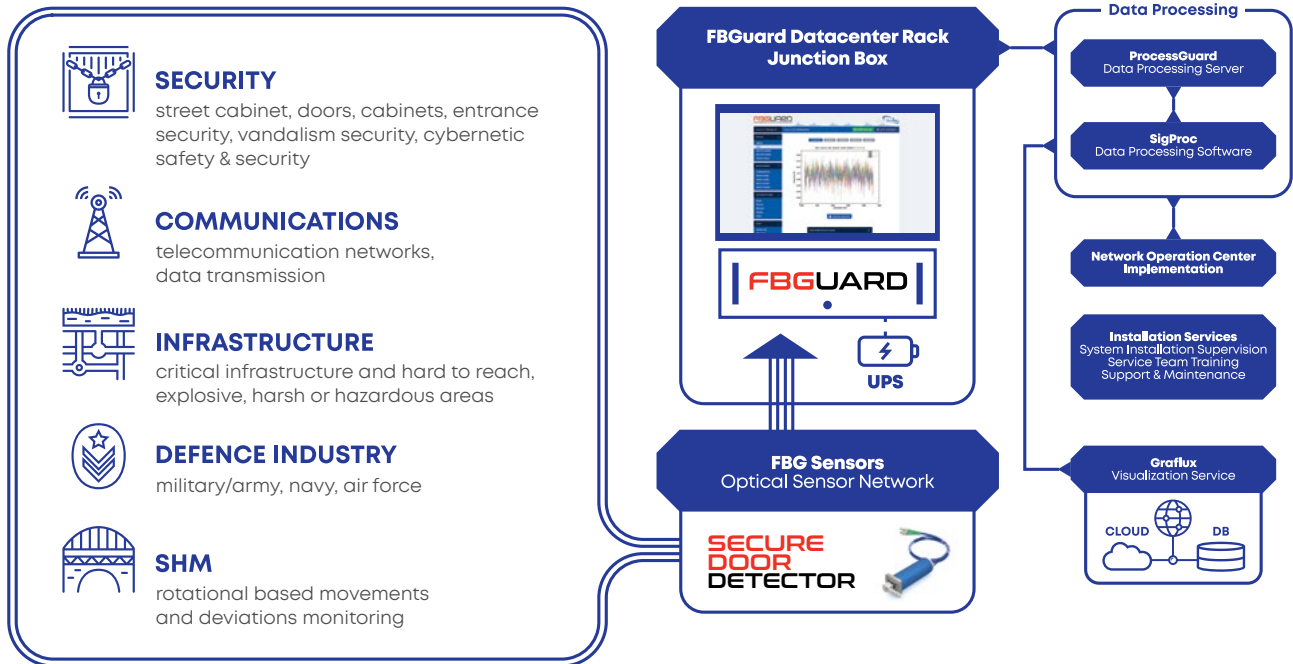 SECURITY
street cabinet, doors, cabinets, entrance
security, vandalism security, cybernetic
safety & security
COMMUNICATIONS
telecommunication networks,
data transmission
INFRASTRUCTURE
critical infrastructure and hard to reach,
explosive, harsh or hazardous areas
DEFENCE INDUSTRY
military/army, navy, air force
SHM
rotational based movements
and deviations monitoring
FBGuard Datacenter Rack
Junction Box
FBGUARD
FBGUARD
UPS
FBG Sensors
Optical Sensor Network
SECURE
DOOR
DETECTOR
Data Processing
ProcessGuard
Data Processing Server
SigProc
Data Processing Software
Network Operation Center
Implementation
Installation Services
System Installation Supervision
Service Team Training
Support & Maintenance
Graflux
Visualization Service
CLOUD
DB